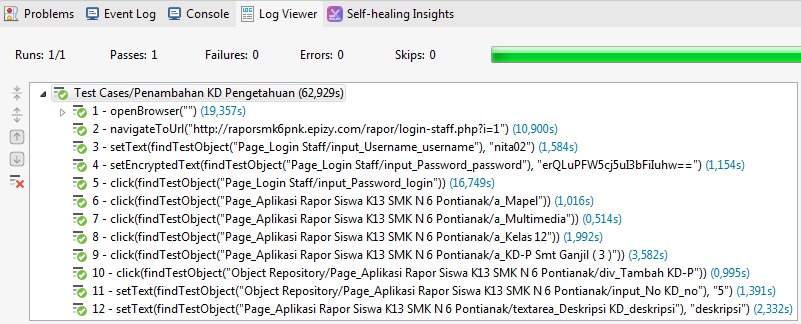 Problems Event Log Console Log Viewer Self-healing Insights
Runs: 1/1 Passes: 1 Failures: 0 Errors: 0 Skips: 0
Test Cases/Penambahan KD Pengetahuan (62,929s)
1 - openBrowser("") (19,357s)
2 - navigateToUrl("http://raporsmk6pnk.epizy.com/rapor/login-staff.php?i=1") (10,900s)
3 - setText(findTestObject("Page_Login Staff/input_Username_username"), "nita02") (1,584s)
4 - setEncryptedText(findTestObject("Page_Login Staff/input_Password_password"), "erQLuPFW5cj5uI3bFiIuhw==") (1,154s)
5 - click(findTestObject("Page_Login Staff/input_Password_login")) (16,749s)
6 - click(findTestObject("Page_Aplikasi Rapor Siswa K13 SMK N 6 Pontianak/a_Mapel")) (1,016s)
7 - click(findTestObject("Page_Aplikasi Rapor Siswa K13 SMK N 6 Pontianak/a_Multimedia")) (0,514s)
8 - click(findTestObject("Page_Aplikasi Rapor Siswa K13 SMK N 6 Pontianak/a_Kelas 12")) (1,992s)
9 - click(findTestObject("Page_Aplikasi Rapor Siswa K13 SMK N 6 Pontianak/a_KD-P Smt Ganjil ( 3 )")) (3,582s)
10 - click(findTestObject("Object Repository/Page_Aplikasi Rapor Siswa K13 SMK N 6 Pontianak/div_Tambah KD-P")) (0,995s)
11 - setText(findTestObject("Page_Aplikasi Rapor Siswa K13 SMK N 6 Pontianak/input_No KD_no"), "5") (1,391s)
12 - setText(findTestObject("Page_Aplikasi Rapor Siswa K13 SMK N 6 Pontianak/textarea_Deskripsi KD_deskripsi"), "deskripsi") (2,332s)